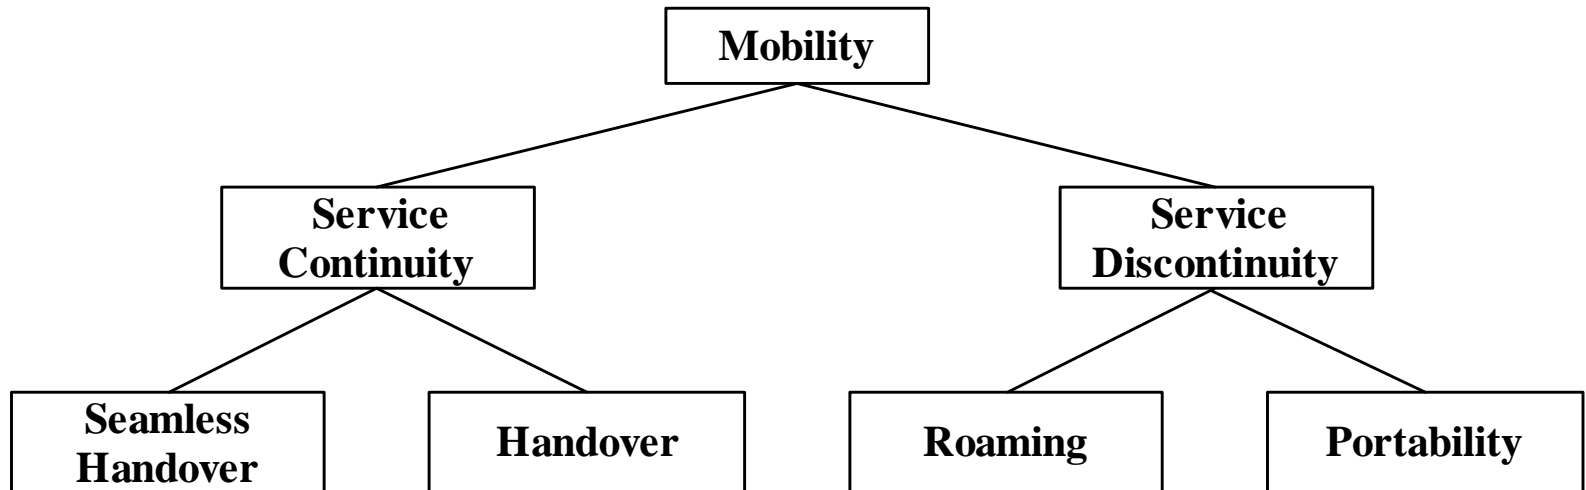 Mobility
Service
Continuity
Service
Discontinuity
Seamless
Handover
Handover
Roaming
Portability